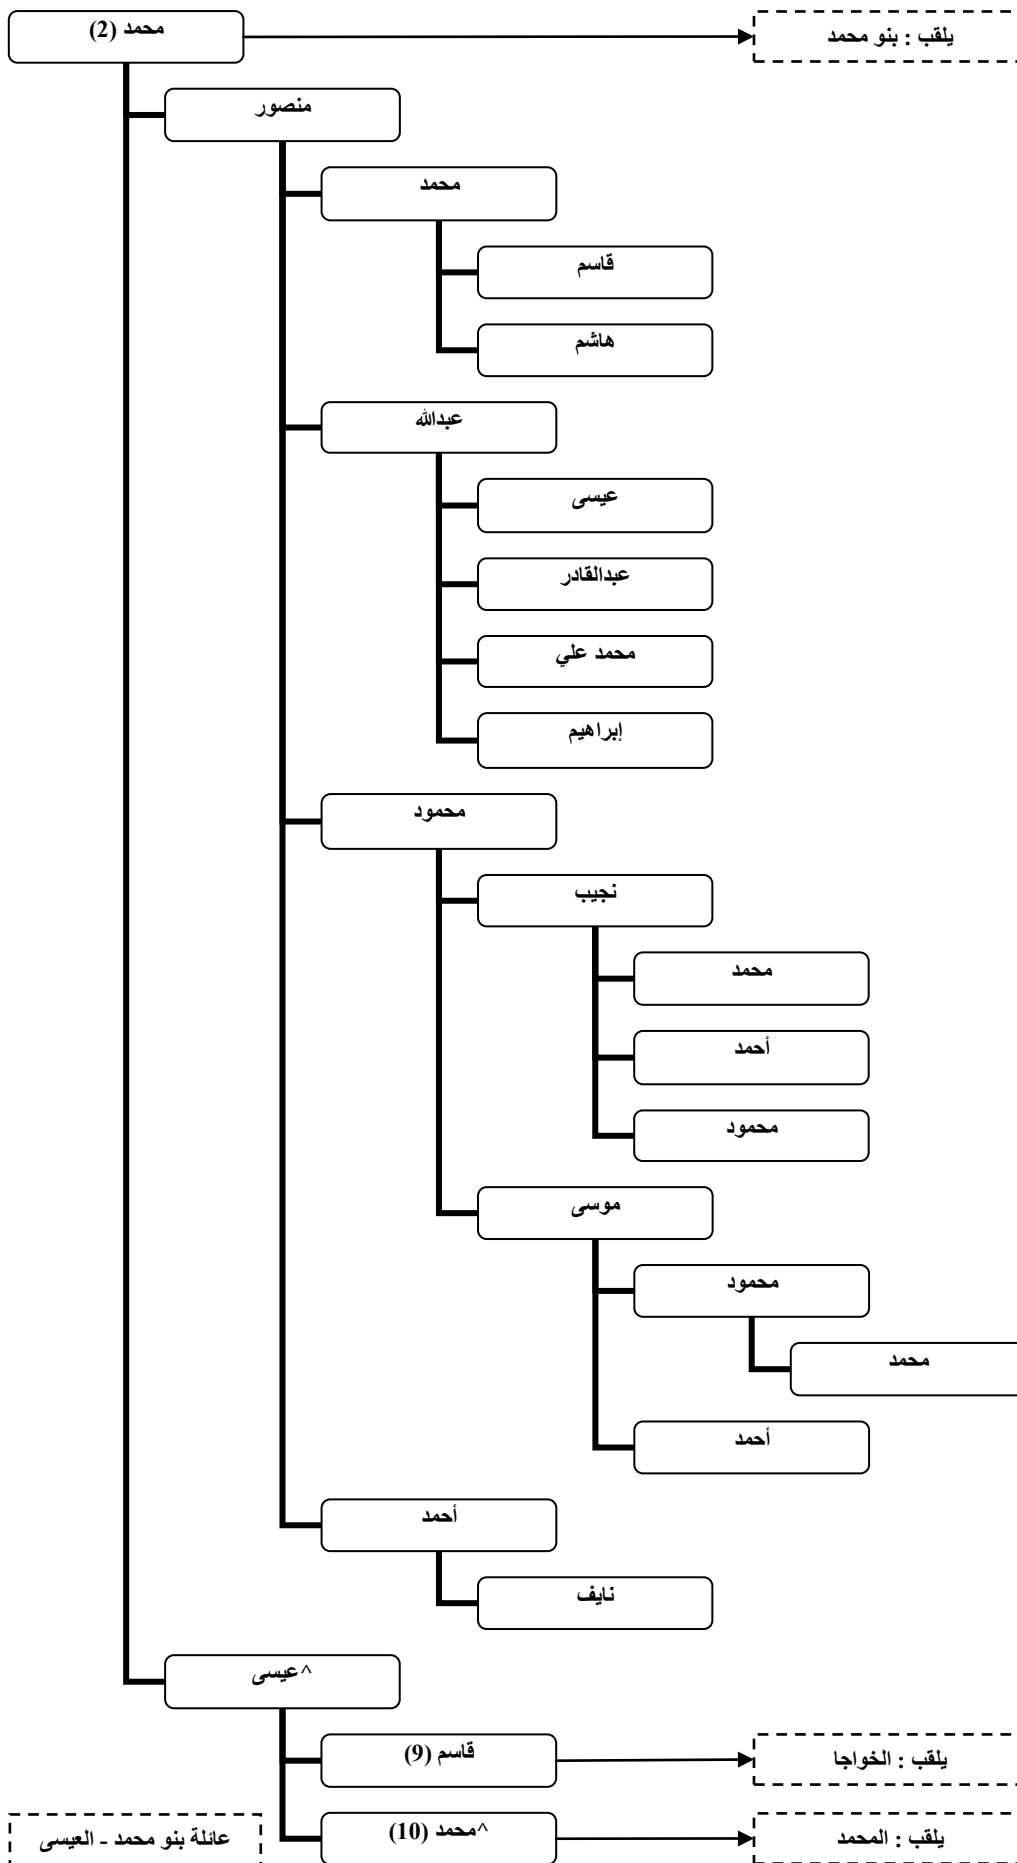 محمد (2)
يلقب : بنو محمد
منصور
محمد
قاسم
هاشم
عبدالله
عيسى
عبدالقادر
محمد علي
إبراهيم
محمود
نجيب
محمد
أحمد
محمود
موسى
محمود
محمد
أحمد
أحمد
نايف
^عيسى
قاسم (9)
يلقب : الخواجا
^محمد (10)
يلقب : المحمد
عائلة بنو محمد - العيسى